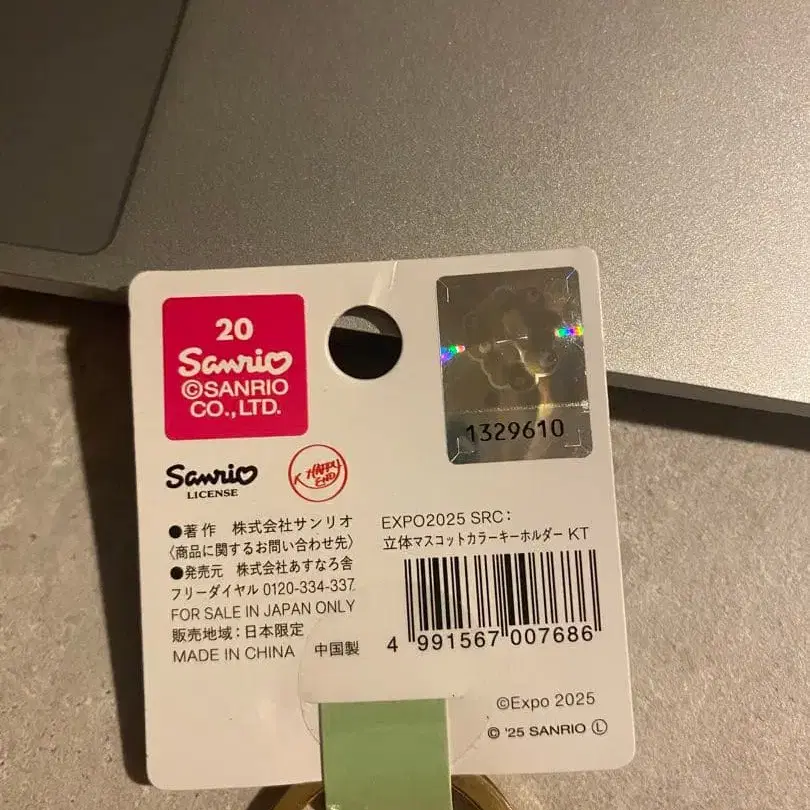 20
Sanrio
©SANRIO
CO.,LTD.
1329610
Sanrio
LICENSE
HAPPY
END
●著作 株式会社サンリオ
〈商品に関するお問い合わせ先〉
●発売元 株式会社あすなろ舎
フリーダイヤル 0120-334-337
FOR SALE IN JAPAN ONLY
販売地域:日本限定
MADE IN CHINA 中国製
EXPO2025 SRC:
立体マスコットカラーキーホルダー KT
4 991567 007686
©Expo 2025
© '25 SANRIO Ⓛ